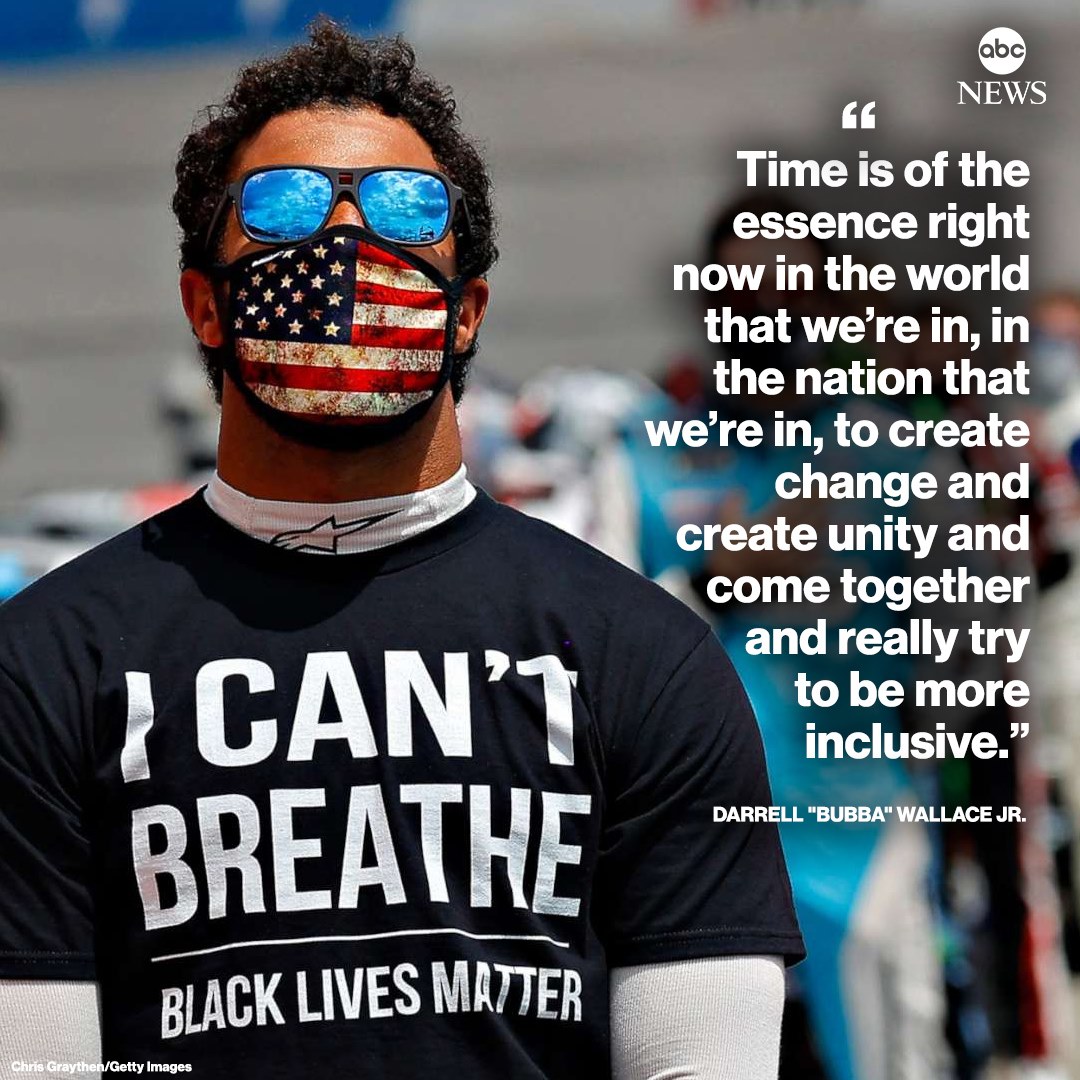 abc
NEWS
“
Time is of the
essence right
now in the world
that we’re in, in
the nation that
we’re in, to create
change and
create unity and
come together
and really try
to be more
inclusive.”
DARRELL "BUBBA" WALLACE JR.
I CAN’T
BREATHE
BLACK LIVES MATTER
Chris Graythen/Getty Images